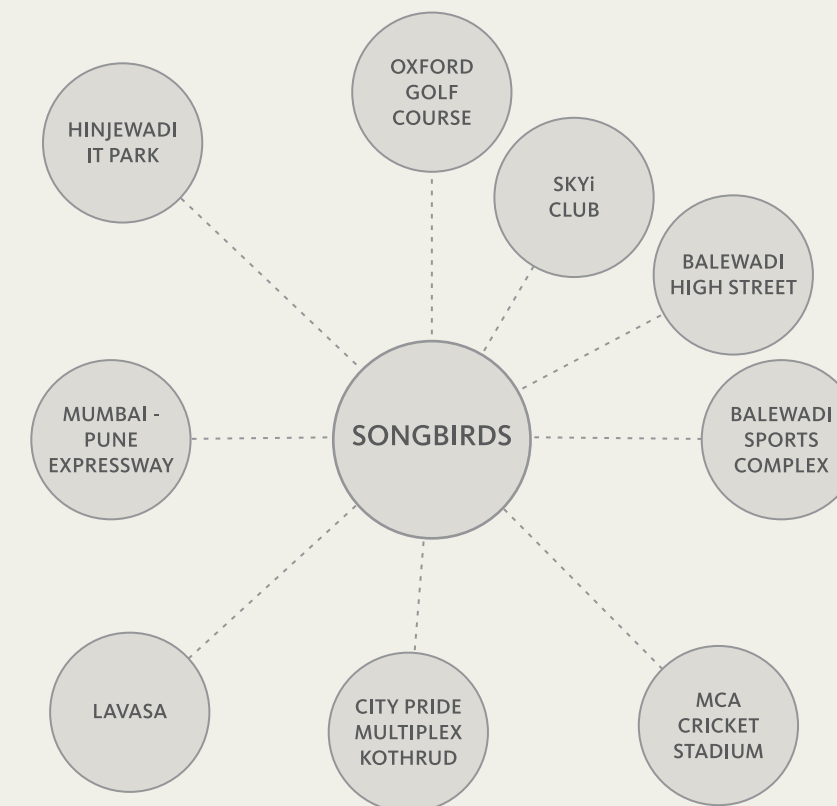 OXFORD
GOLF
COURSE
HINJEWADI
IT PARK
SKYi
CLUB
BALEWADI
HIGH STREET
MUMBAI -
PUNE
EXPRESSWAY
SONGBIRDS
BALEWADI
SPORTS
COMPLEX
LAVASA
CITY PRIDE
MULTIPLEX
KOTHRUD
MCA
CRICKET
STADIUM